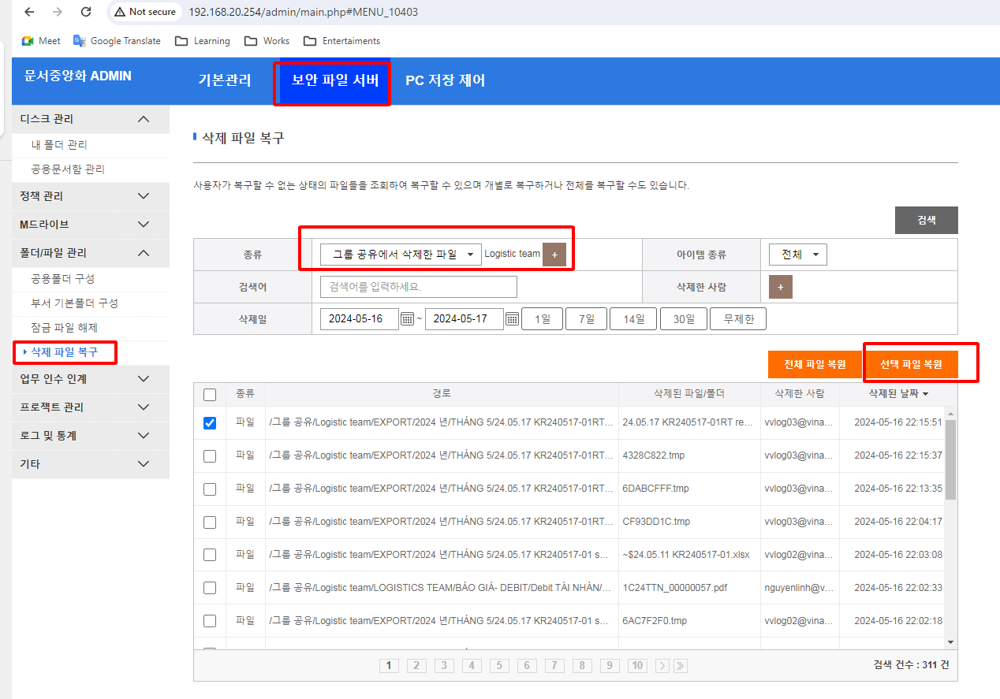 Not secure 192.168.20.254/admin/main.php#MENU_10403
Meet Google Translate Learning Works Entertaiments
문서중앙화 ADMIN 기본관리 보안 파일 서버 PC 저장 제어
디스크 관리
내 폴더 관리
공용문서함 관리
정책 관리
M드라이브
폴더/파일 관리
공용폴더 구성
부서 기본폴더 구성
잠금 파일 해제
삭제 파일 복구
업무 인수 인계
프로젝트 관리
로그 및 통계
기타
삭제 파일 복구
사용자가 복구할 수 없는 상태의 파일들을 조회하여 복구할 수 있으며 개별로 복구하거나 전체를 복구할 수도 있습니다.
검색
종류 그룹 공유에서 삭제한 파일 Logistic team + 아이템 종류 전체
검색어 검색어를 입력하세요. 삭제한 사람 +
삭제일 2024-05-16 ~ 2024-05-17 1일 7일 14일 30일 무제한
전체 파일 복원 선택 파일 복원
종류 경로 삭제된 파일/폴더 삭제한 사람 삭제된 날짜
파일 /그룹 공유/Logistic team/EXPORT/2024 년/THÁNG 5/24.05.17 KR240517-01RT... 24.05.17 KR240517-01RT re... vvlog03@vina... 2024-05-16 22:15:51
파일 /그룹 공유/Logistic team/EXPORT/2024 년/THÁNG 5/24.05.17 KR240517-01RT... 4328C822.tmp vvlog03@vina... 2024-05-16 22:15:37
파일 /그룹 공유/Logistic team/EXPORT/2024 년/THÁNG 5/24.05.17 KR240517-01RT... 6DABCFFF.tmp vvlog03@vina... 2024-05-16 22:13:35
파일 /그룹 공유/Logistic team/EXPORT/2024 년/THÁNG 5/24.05.17 KR240517-01RT... CF93DD1C.tmp vvlog03@vina... 2024-05-16 22:04:17
파일 /그룹 공유/Logistic team/EXPORT/2024 년/THÁNG 5/24.05.17 KR240517-01 s... ~$24.05.11 KR240517-01.xlsx vvlog02@vina... 2024-05-16 22:03:08
파일 /그룹 공유/Logistic team/LOGISTICS TEAM/BÁO GIÁ- DEBIT/Debit TÀI NHÀN/... 1C24TTN_00000057.pdf nguyenlinh@v... 2024-05-16 22:02:33
파일 /그룹 공유/Logistic team/EXPORT/2024 년/THÁNG 5/24.05.17 KR240517-01 s... 6AC7F2F0.tmp vvlog02@vina... 2024-05-16 22:02:18
1 2 3 4 5 6 7 8 9 10 검색 건수 : 311 건